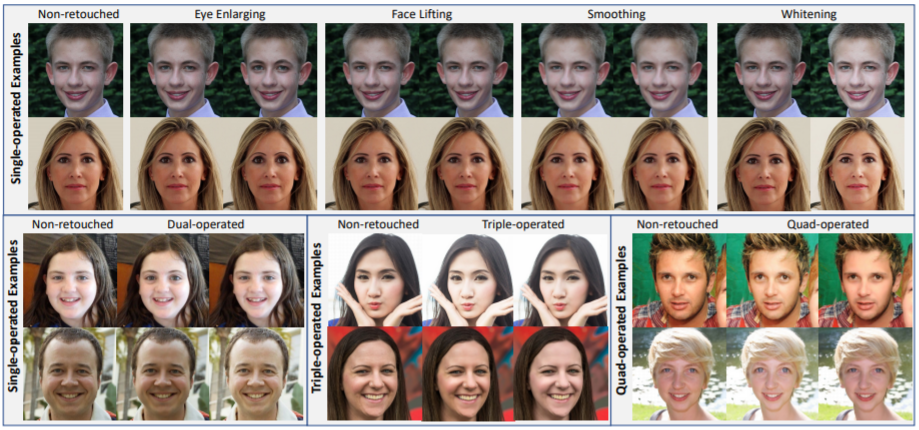 Non-retouched Eye Enlarging Face Lifting Smoothing Whitening
Single-operated Examples
Non-retouched Dual-operated Non-retouched Triple-operated Non-retouched Quad-operated
Single-operated Examples
Triple-operated Examples
Quad-operated Examples